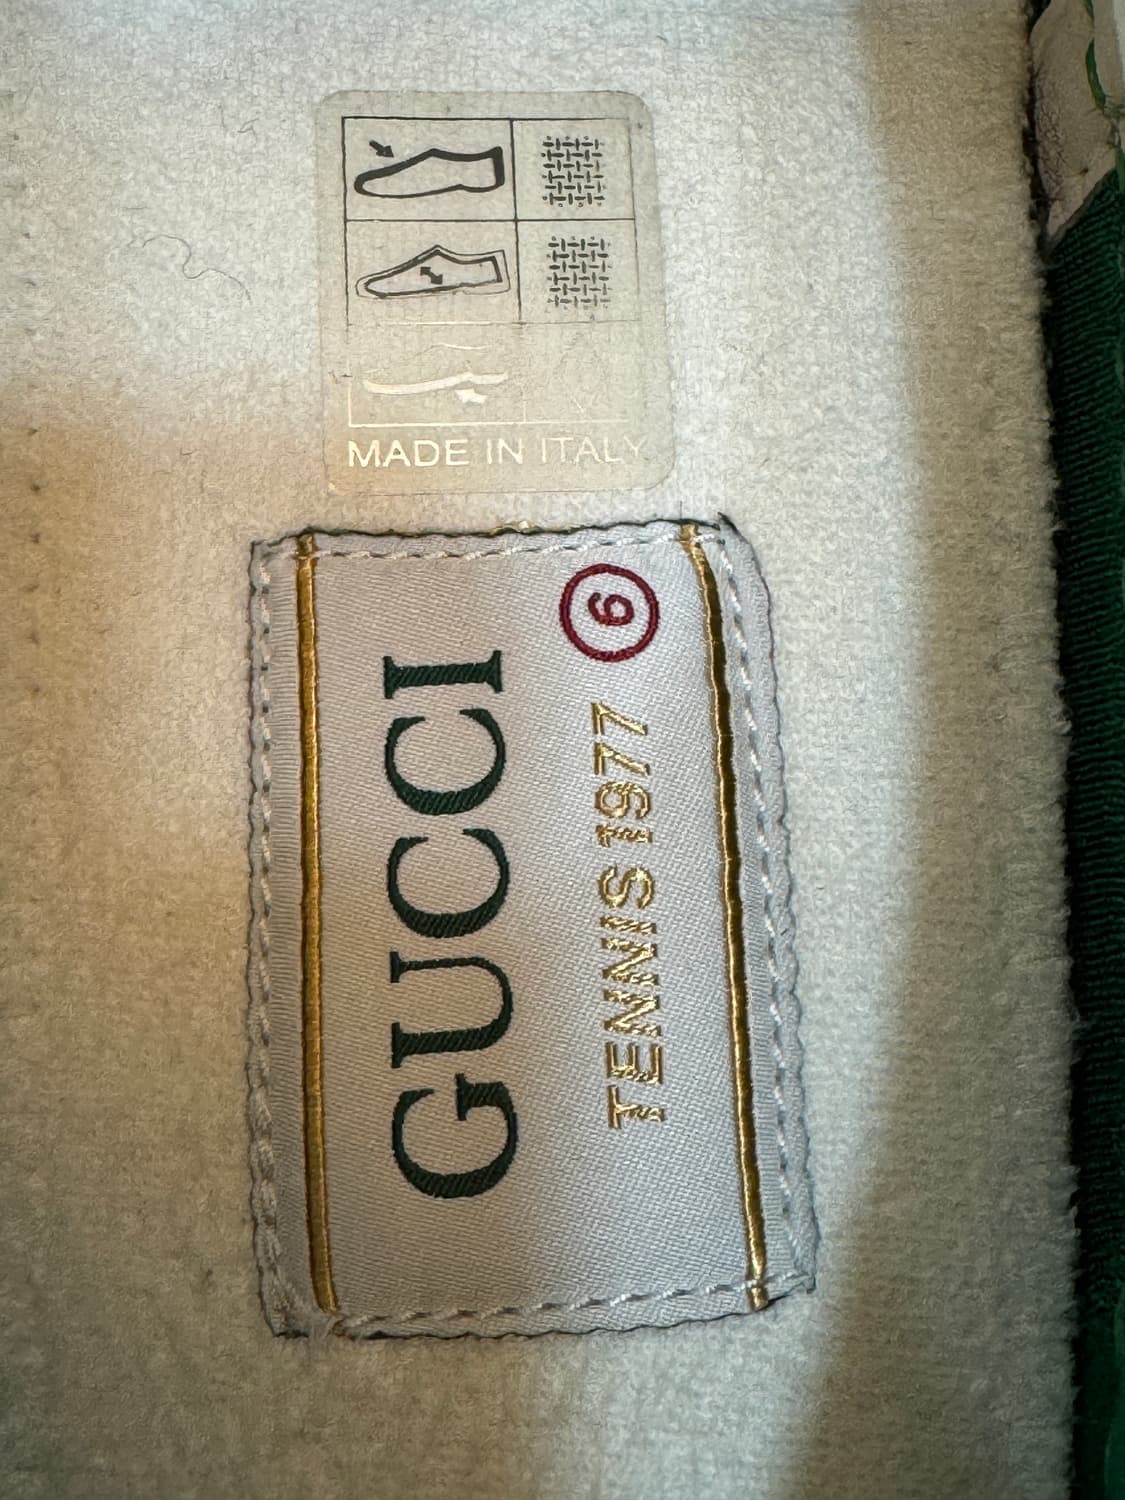 MADE IN ITALY
GUCCI 6
TENNIS 1977